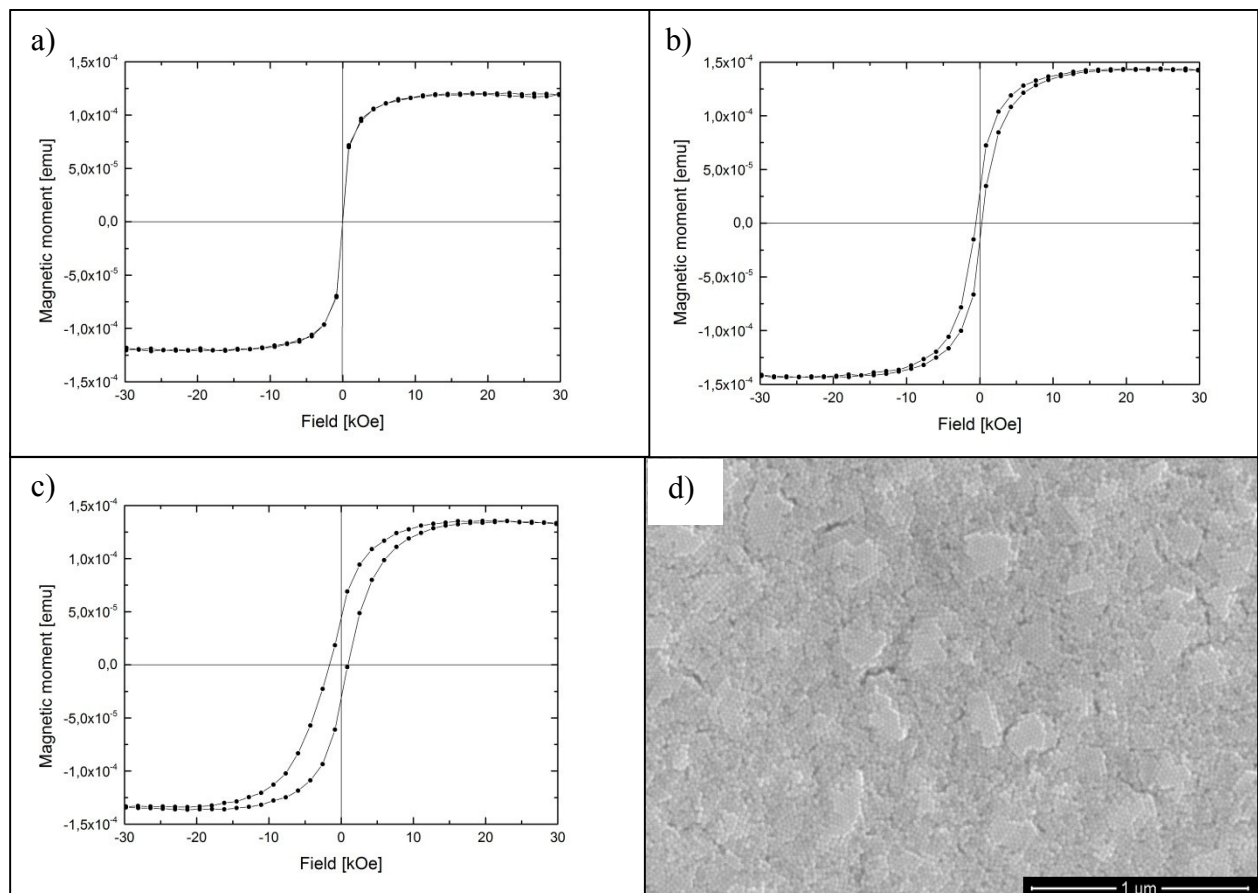 a)
1,5x10⁻⁴
1,0x10⁻⁴
5,0x10⁻⁵
0,0
-5,0x10⁻⁵
-1,0x10⁻⁴
-1,5x10⁻⁴
Magnetic moment [emu]
-30 -20 -10 0 10 20 30
Field [kOe]
b)
1,5x10⁻⁴
1,0x10⁻⁴
5,0x10⁻⁵
0,0
-5,0x10⁻⁵
-1,0x10⁻⁴
-1,5x10⁻⁴
Magnetic moment [emu]
-30 -20 -10 0 10 20 30
Field [kOe]
c)
1,5x10⁻⁴
1,0x10⁻⁴
5,0x10⁻⁵
0,0
-5,0x10⁻⁵
-1,0x10⁻⁴
-1,5x10⁻⁴
Magnetic moment [emu]
-30 -20 -10 0 10 20 30
Field [kOe]
d)
1 µm